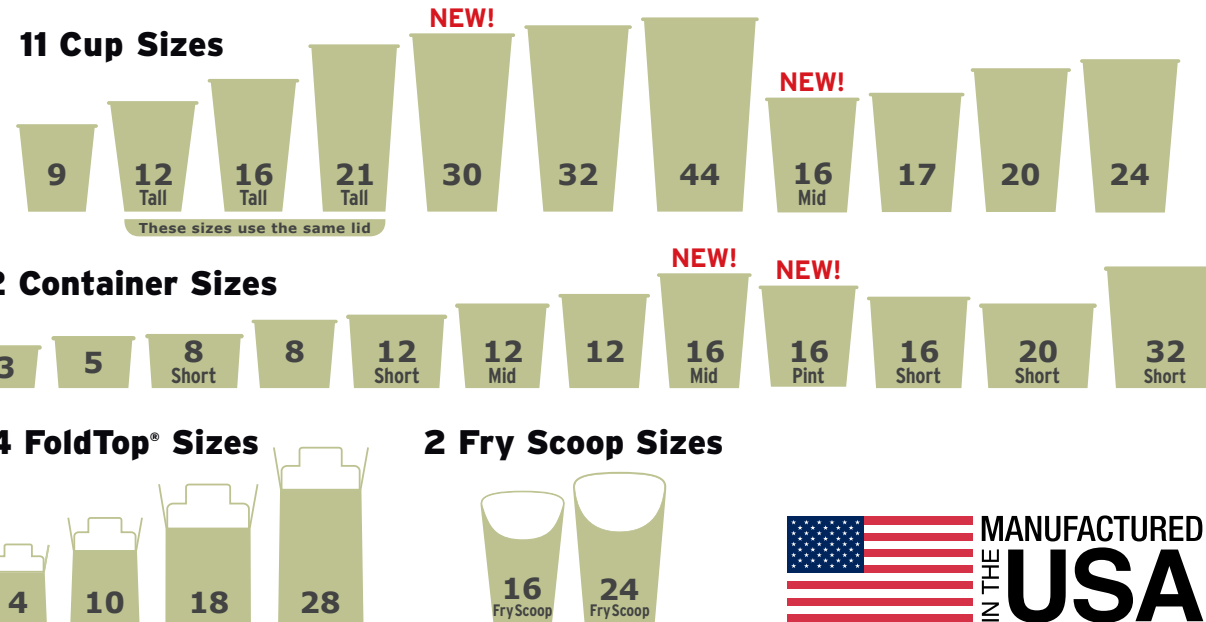 NEW!
11 Cup Sizes
NEW!
9
12
Tall
16
Tall
21
Tall
30
32
44
16
Mid
17
20
24
These sizes use the same lid
NEW!
NEW!
2 Container Sizes
3
5
8
Short
8
12
Short
12
Mid
12
16
Mid
16
Pint
16
Short
20
Short
32
Short
4 FoldTop® Sizes
2 Fry Scoop Sizes
4
10
18
28
16
Fry Scoop
24
Fry Scoop
MANUFACTURED
IN THE
USA